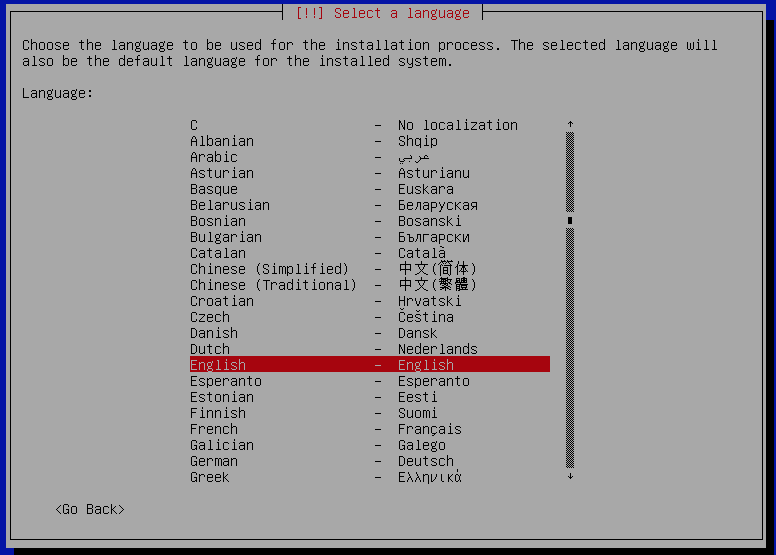 [!!] Select a language
Choose the language to be used for the installation process. The selected language will
also be the default language for the installed system.
Language:
C - No localization
Albanian - Shqip
Arabic - عربي
Asturian - Asturianu
Basque - Euskara
Belarusian - Беларуская
Bosnian - Bosanski
Bulgarian - Български
Catalan - Català
Chinese (Simplified) - 中文(简体)
Chinese (Traditional) - 中文(繁體)
Croatian - Hrvatski
Czech - Čeština
Danish - Dansk
Dutch - Nederlands
English - English
Esperanto - Esperanto
Estonian - Eesti
Finnish - Suomi
French - Français
Galician - Galego
German - Deutsch
Greek - Ελληνικά
<Go Back>